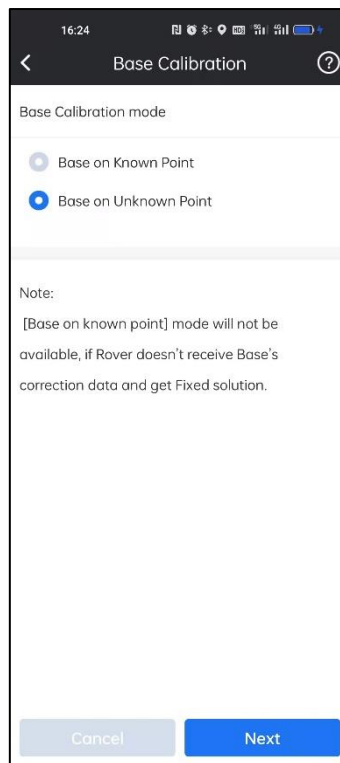 16:24
Base Calibration
Base Calibration mode
Base on Known Point
Base on Unknown Point
Note:
[Base on known point] mode will not be
available, if Rover doesn't receive Base's
correction data and get Fixed solution.
Cancel
Next